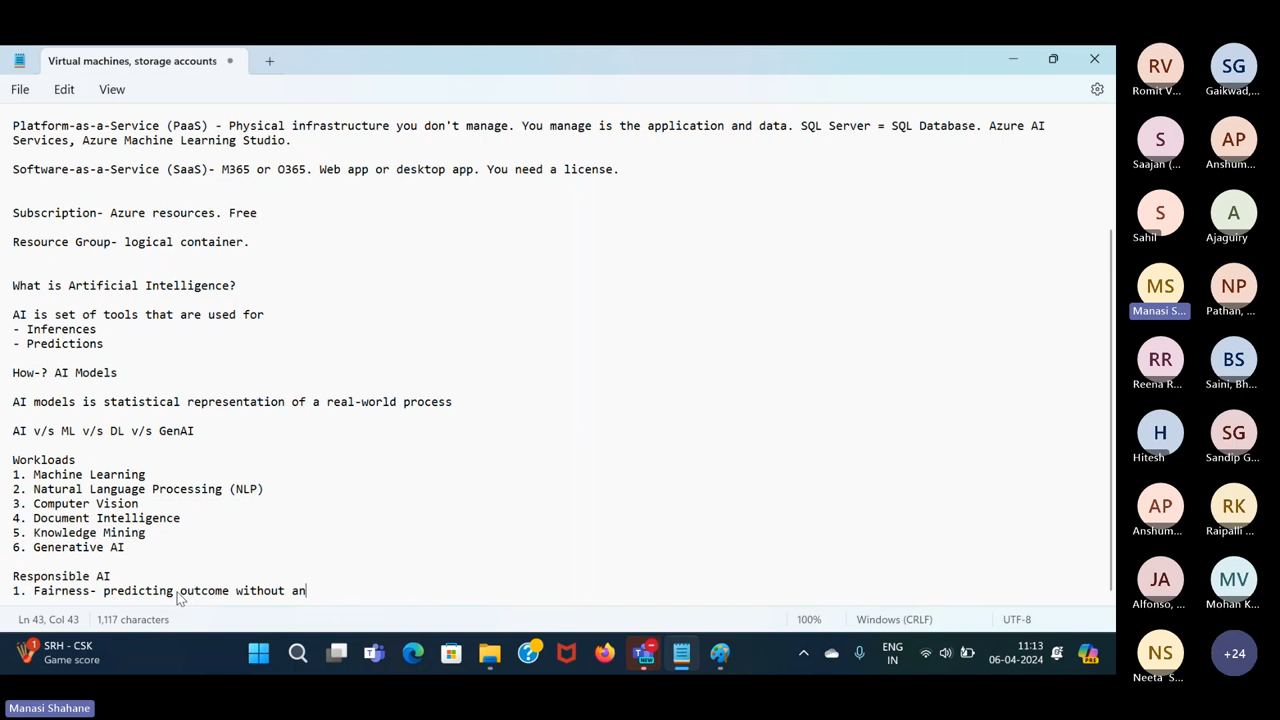 Virtual machines, storage accounts
File Edit View
Platform-as-a-Service (PaaS) - Physical infrastructure you don't manage. You manage is the application and data. SQL Server = SQL Database. Azure AI
Services, Azure Machine Learning Studio.
Software-as-a-Service (SaaS)- M365 or O365. Web app or desktop app. You need a license.
Subscription- Azure resources. Free
Resource Group- logical container.
What is Artificial Intelligence?
AI is set of tools that are used for
- Inferences
- Predictions
How-? AI Models
AI models is statistical representation of a real-world process
AI v/s ML v/s DL v/s GenAI
Workloads
1. Machine Learning
2. Natural Language Processing (NLP)
3. Computer Vision
4. Document Intelligence
5. Knowledge Mining
6. Generative AI
Responsible AI
1. Fairness- predicting outcome without an
Ln 43, Col 43 1,117 characters 100% Windows (CRLF) UTF-8
1 SRH - CSK
Game score
NEW
ENG
IN
11:13
06-04-2024
PRE
Manasi Shahane
RV SG
Romit V... Gaikwad,...
S AP
Saajan (... Anshum...
S A
Sahil Ajaguiry
MS NP
Manasi S... Pathan, ...
RR BS
Reena R... Saini, Bh...
H SG
Hitesh Sandip G...
AP RK
Anshum... Raipalli ...
JA MV
Alfonso, ... Mohan K...
NS +24
Neeta S...